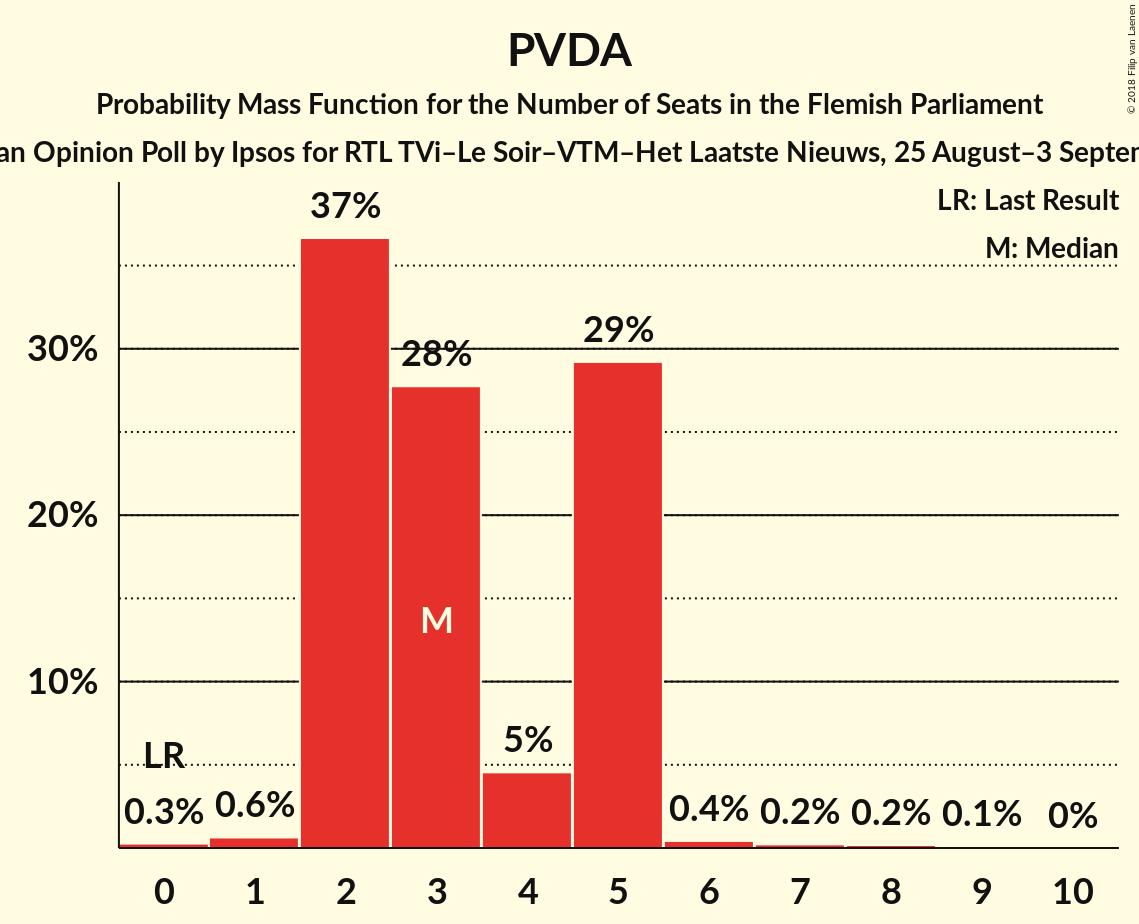 PVDA
Probability Mass Function for the Number of Seats in the Flemish Parliament
an Opinion Poll by Ipsos for RTL TVi–Le Soir–VTM–Het Laatste Nieuws, 25 August–3 Septem
© 2018 Filip van Laenen
LR: Last Result
M: Median
37%
29%
28%
30%
20%
M
10%
5%
LR
0.3% 0.6% 0.4% 0.2% 0.2% 0.1% 0%
0 1 2 3 4 5 6 7 8 9 10